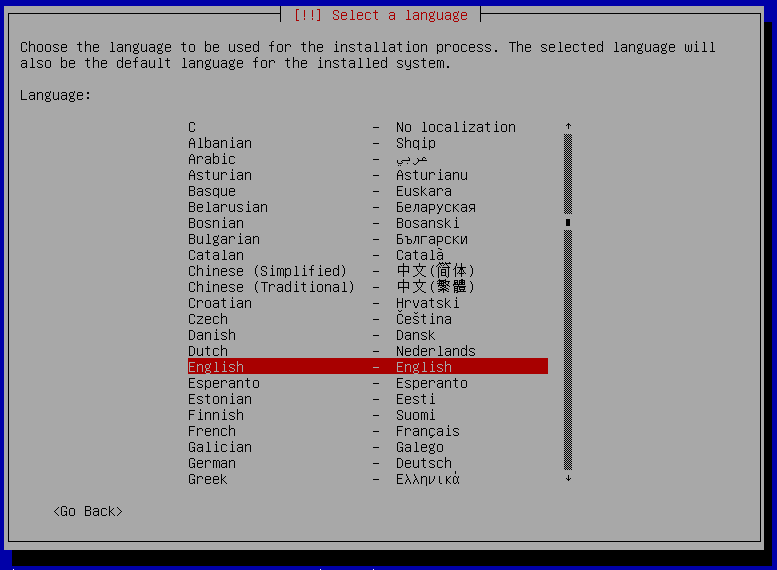 [!!] Select a language
Choose the language to be used for the installation process. The selected language will
also be the default language for the installed system.
Language:
C - No localization
Albanian - Shqip
Arabic - عربي
Asturian - Asturianu
Basque - Euskara
Belarusian - Беларуская
Bosnian - Bosanski
Bulgarian - Български
Catalan - Català
Chinese (Simplified) - 中文(简体)
Chinese (Traditional) - 中文(繁體)
Croatian - Hrvatski
Czech - Čeština
Danish - Dansk
Dutch - Nederlands
English - English
Esperanto - Esperanto
Estonian - Eesti
Finnish - Suomi
French - Français
Galician - Galego
German - Deutsch
Greek - Ελληνικά
<Go Back>